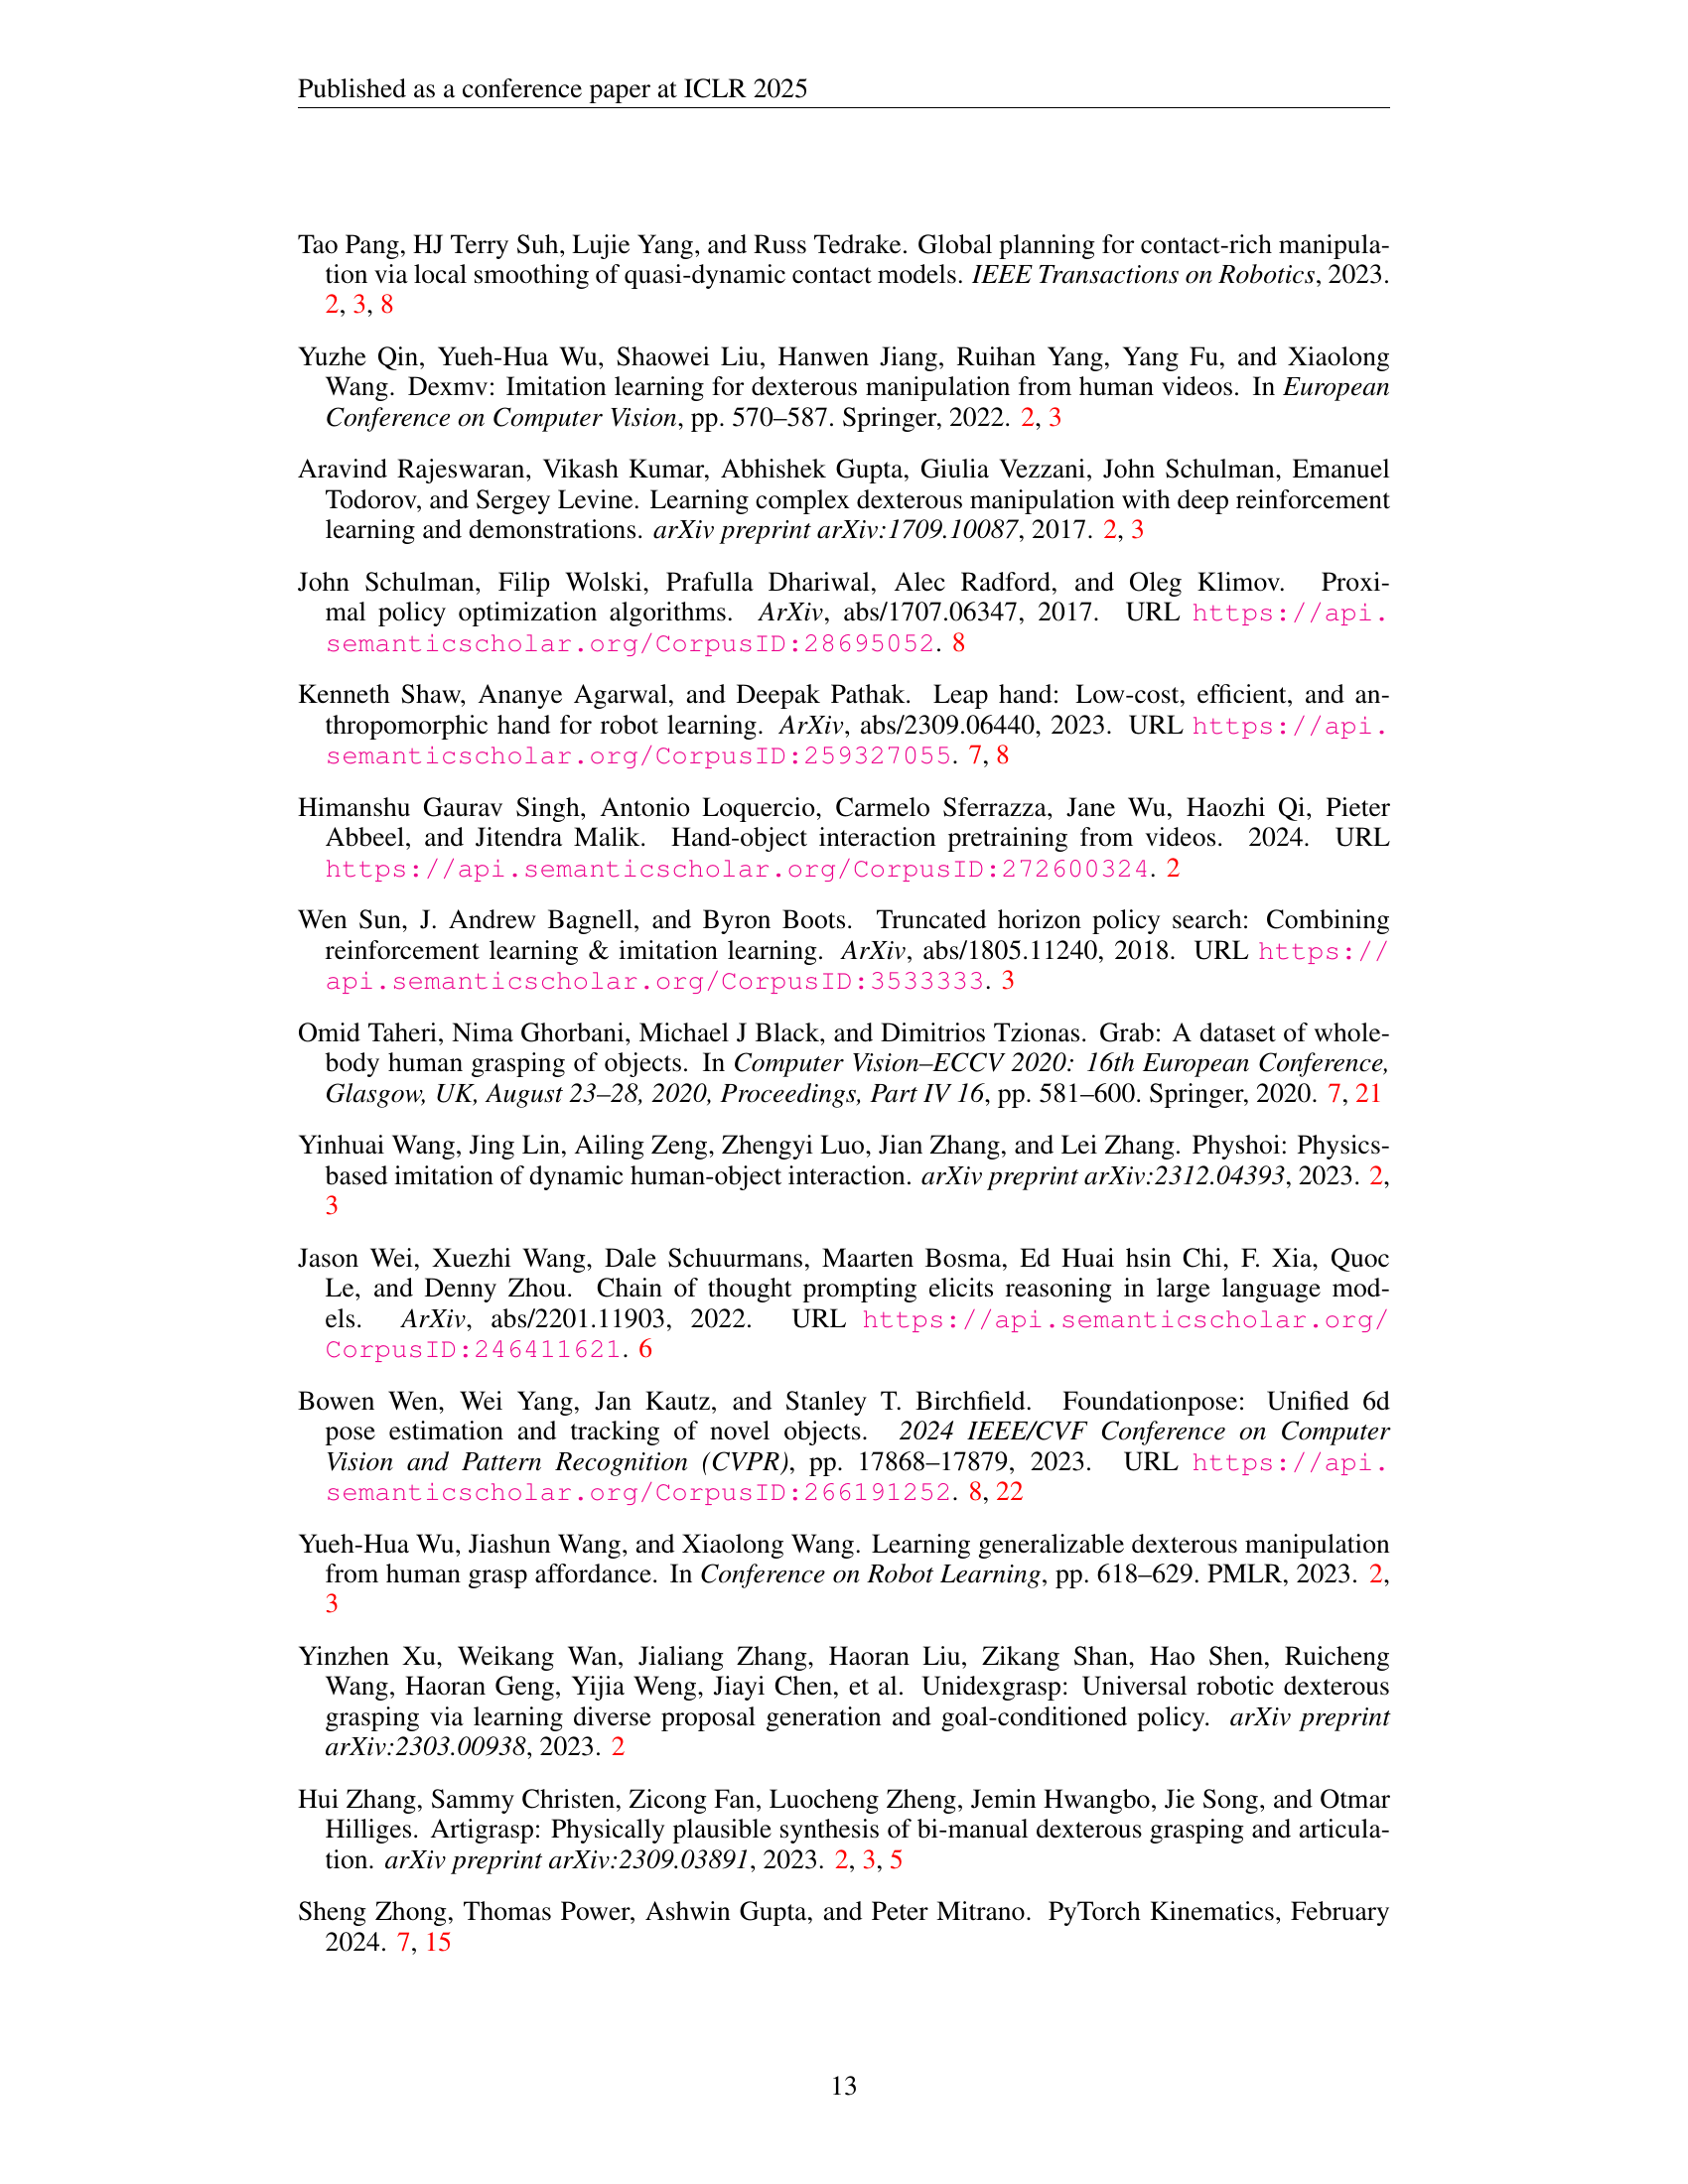 Published as a conference paper at ICLR 2025
Tao Pang, HJ Terry Suh, Lujie Yang, and Russ Tedrake. Global planning for contact-rich manipula-
tion via local smoothing of quasi-dynamic contact models. IEEE Transactions on Robotics, 2023.
2, 3, 8
Yuzhe Qin, Yueh-Hua Wu, Shaowei Liu, Hanwen Jiang, Ruihan Yang, Yang Fu, and Xiaolong
Wang. Dexmv: Imitation learning for dexterous manipulation from human videos. In European
Conference on Computer Vision, pp. 570–587. Springer, 2022. 2, 3
Aravind Rajeswaran, Vikash Kumar, Abhishek Gupta, Giulia Vezzani, John Schulman, Emanuel
Todorov, and Sergey Levine. Learning complex dexterous manipulation with deep reinforcement
learning and demonstrations. arXiv preprint arXiv:1709.10087, 2017. 2, 3
John Schulman, Filip Wolski, Prafulla Dhariwal, Alec Radford, and Oleg Klimov. Proxi-
mal policy optimization algorithms. ArXiv, abs/1707.06347, 2017. URL https://api.
semanticscholar.org/CorpusID:28695052. 8
Kenneth Shaw, Ananye Agarwal, and Deepak Pathak. Leap hand: Low-cost, efficient, and an-
thropomorphic hand for robot learning. ArXiv, abs/2309.06440, 2023. URL https://api.
semanticscholar.org/CorpusID:259327055. 7, 8
Himanshu Gaurav Singh, Antonio Loquercio, Carmelo Sferrazza, Jane Wu, Haozhi Qi, Pieter
Abbeel, and Jitendra Malik. Hand-object interaction pretraining from videos. 2024. URL
https://api.semanticscholar.org/CorpusID:272600324. 2
Wen Sun, J. Andrew Bagnell, and Byron Boots. Truncated horizon policy search: Combining
reinforcement learning & imitation learning. ArXiv, abs/1805.11240, 2018. URL https://
api.semanticscholar.org/CorpusID:3533333. 3
Omid Taheri, Nima Ghorbani, Michael J Black, and Dimitrios Tzionas. Grab: A dataset of whole-
body human grasping of objects. In Computer Vision–ECCV 2020: 16th European Conference,
Glasgow, UK, August 23–28, 2020, Proceedings, Part IV 16, pp. 581–600. Springer, 2020. 7, 21
Yinhuai Wang, Jing Lin, Ailing Zeng, Zhengyi Luo, Jian Zhang, and Lei Zhang. Physhoi: Physics-
based imitation of dynamic human-object interaction. arXiv preprint arXiv:2312.04393, 2023. 2,
3
Jason Wei, Xuezhi Wang, Dale Schuurmans, Maarten Bosma, Ed Huai hsin Chi, F. Xia, Quoc
Le, and Denny Zhou. Chain of thought prompting elicits reasoning in large language mod-
els. ArXiv, abs/2201.11903, 2022. URL https://api.semanticscholar.org/
CorpusID:246411621. 6
Bowen Wen, Wei Yang, Jan Kautz, and Stanley T. Birchfield. Foundationpose: Unified 6d
pose estimation and tracking of novel objects. 2024 IEEE/CVF Conference on Computer
Vision and Pattern Recognition (CVPR), pp. 17868–17879, 2023. URL https://api.
semanticscholar.org/CorpusID:266191252. 8, 22
Yueh-Hua Wu, Jiashun Wang, and Xiaolong Wang. Learning generalizable dexterous manipulation
from human grasp affordance. In Conference on Robot Learning, pp. 618–629. PMLR, 2023. 2,
3
Yinzhen Xu, Weikang Wan, Jialiang Zhang, Haoran Liu, Zikang Shan, Hao Shen, Ruicheng
Wang, Haoran Geng, Yijia Weng, Jiayi Chen, et al. Unidexgrasp: Universal robotic dexterous
grasping via learning diverse proposal generation and goal-conditioned policy. arXiv preprint
arXiv:2303.00938, 2023. 2
Hui Zhang, Sammy Christen, Zicong Fan, Luocheng Zheng, Jemin Hwangbo, Jie Song, and Otmar
Hilliges. Artigrasp: Physically plausible synthesis of bi-manual dexterous grasping and articula-
tion. arXiv preprint arXiv:2309.03891, 2023. 2, 3, 5
Sheng Zhong, Thomas Power, Ashwin Gupta, and Peter Mitrano. PyTorch Kinematics, February
2024. 7, 15
13